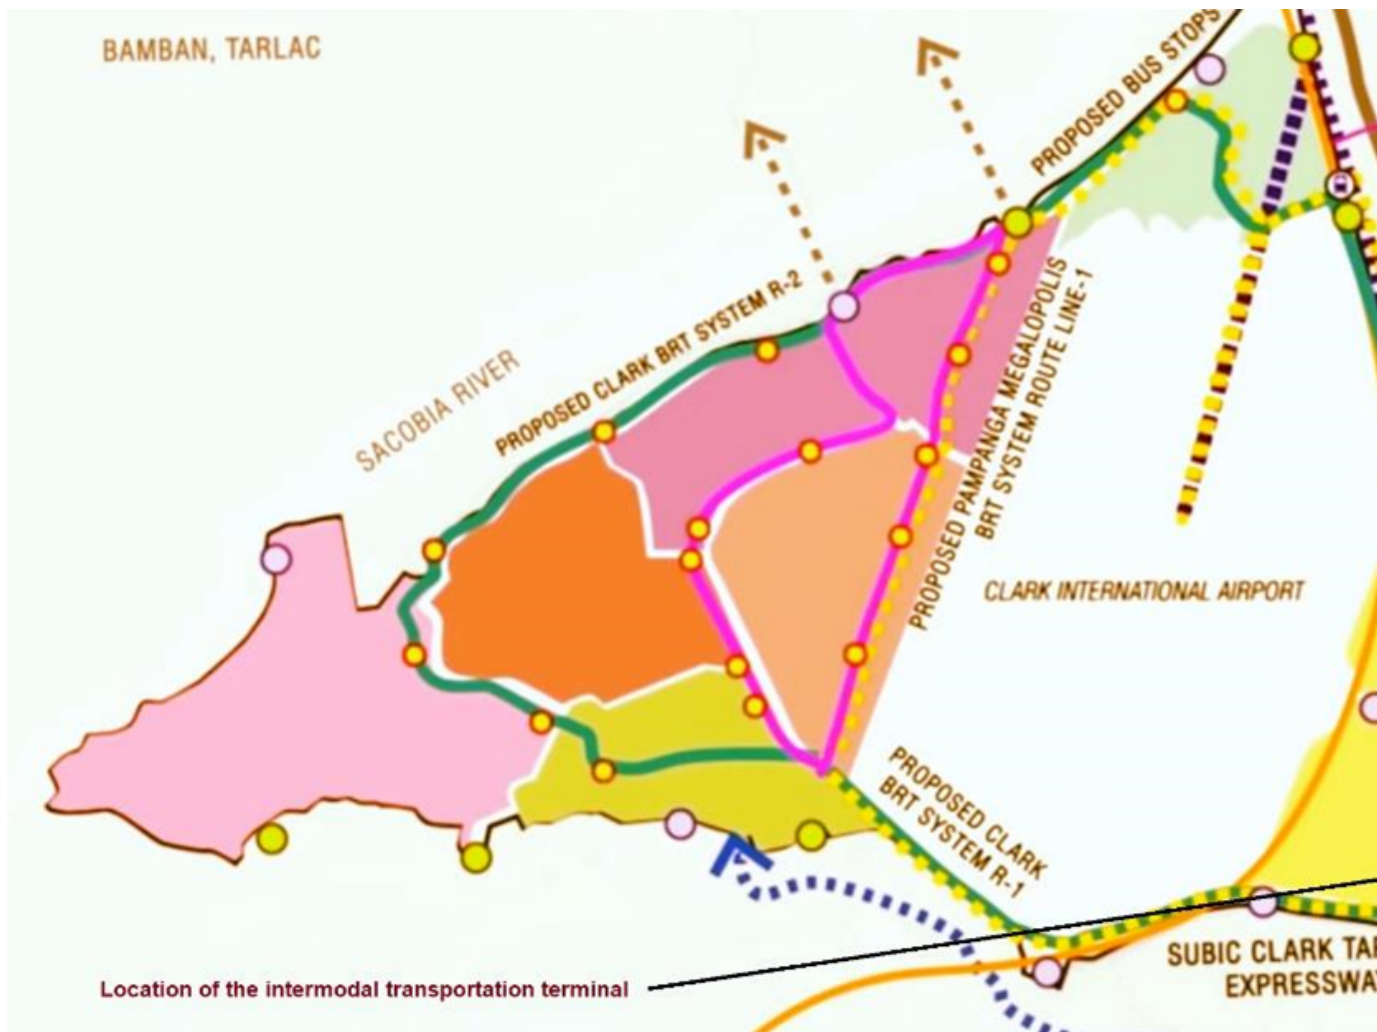 BAMBAN, TARLAC
PROPOSED BUS STOPS
PROPOSED CLARK BRT SYSTEM R-2
SACOBIA RIVER
PROPOSED PAMPANGA MEGALOPOLIS
BRT SYSTEM ROUTE LINE-1
CLARK INTERNATIONAL AIRPORT
PROPOSED CLARK
BRT SYSTEM R-1
SUBIC CLARK TAR
EXPRESSWA
Location of the intermodal transportation terminal